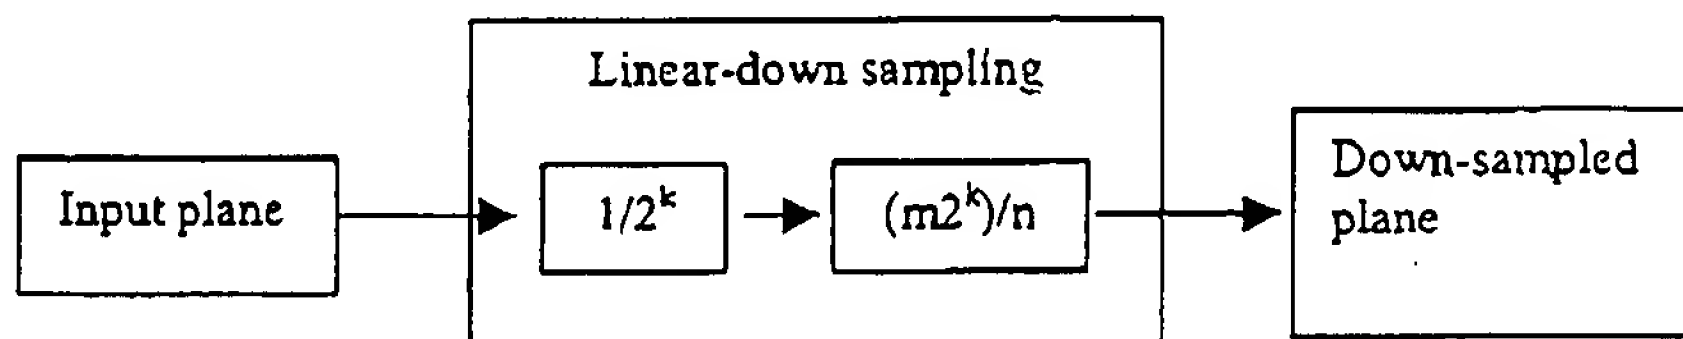 Linear-down sampling
Input plane
1/2^k
(m2^k)/n
Down-sampled
plane